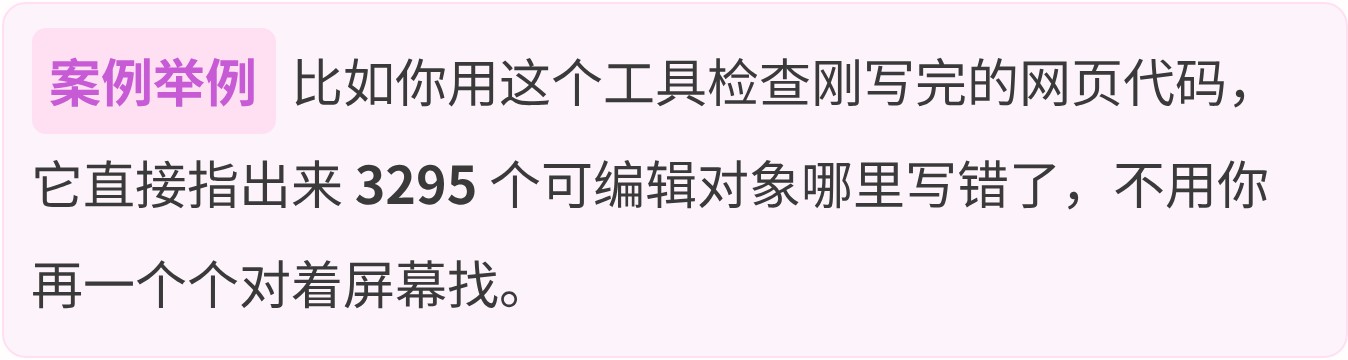 案例举例 比如你用这个工具检查刚写完的网页代码，
它直接指出来 3295 个可编辑对象哪里写错了，不用你
再一个个对着屏幕找。